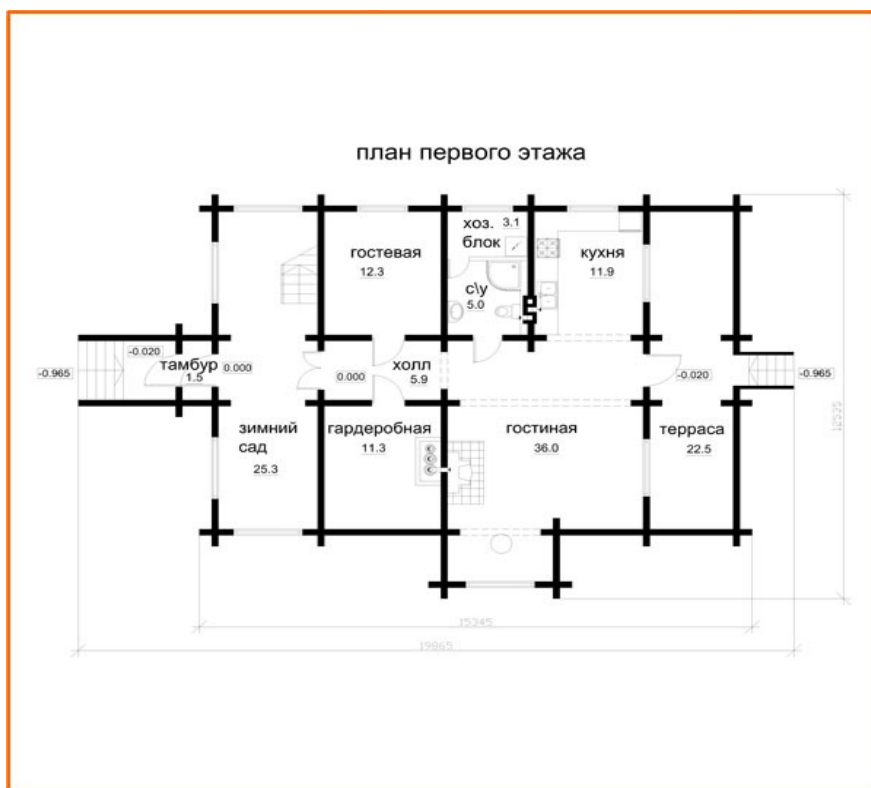 план первого этажа
хоз. 3.1
блок
гостевая
12.3
кухня
11.9
с\у
5.0
-0.020
тамбур
1.5
0.000
-0.965
0.000
холл
5.9
-0.020
-0.965
зимний
сад
25.3
гардеробная
11.3
гостиная
36.0
терраса
22.5
12535
15345
19865